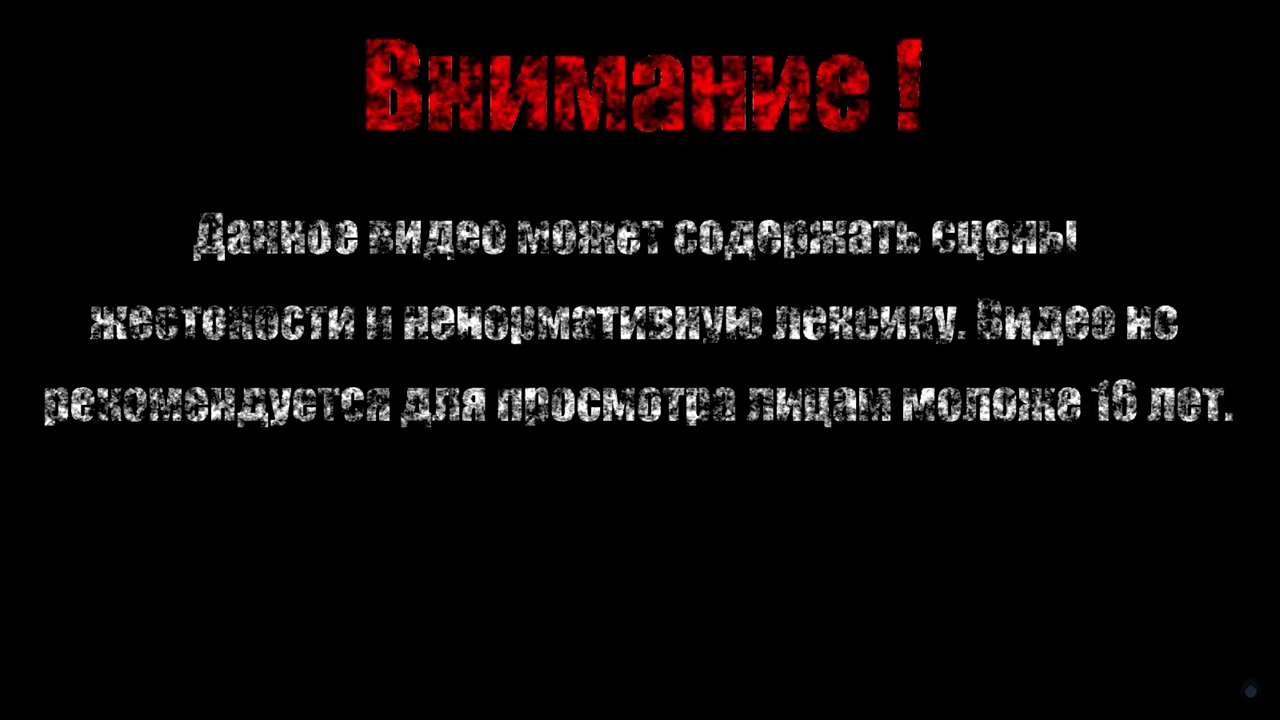 Внимание !
Данное видео может содержать сцены
жестокости и ненормативную лексику. Видео не
рекомендуется для просмотра лицам моложе 16 лет.